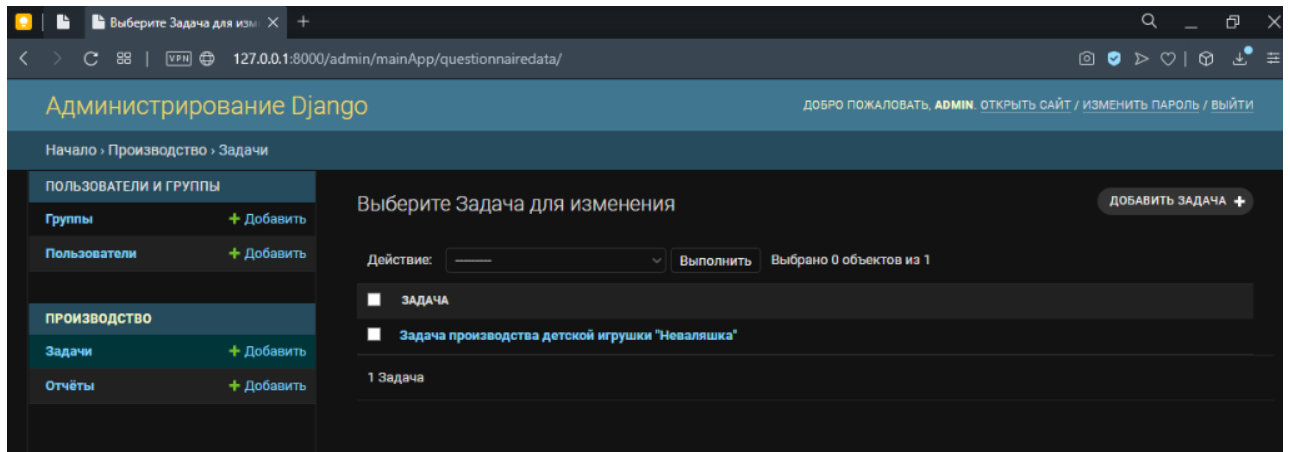 Выберите Задача для изм
VPN 127.0.0.1:8000/admin/mainApp/questionnairedata/
Администрирование Django
ДОБРО ПОЖАЛОВАТЬ, ADMIN. ОТКРЫТЬ САЙТ / ИЗМЕНИТЬ ПАРОЛЬ / ВЫЙТИ
Начало › Производство › Задачи
ПОЛЬЗОВАТЕЛИ И ГРУППЫ
Группы + Добавить
Пользователи + Добавить
ПРОИЗВОДСТВО
Задачи + Добавить
Отчёты + Добавить
Выберите Задача для изменения
ДОБАВИТЬ ЗАДАЧА +
Действие: --------- Выполнить Выбрано 0 объектов из 1
ЗАДАЧА
Задача производства детской игрушки "Неваляшка"
1 Задача